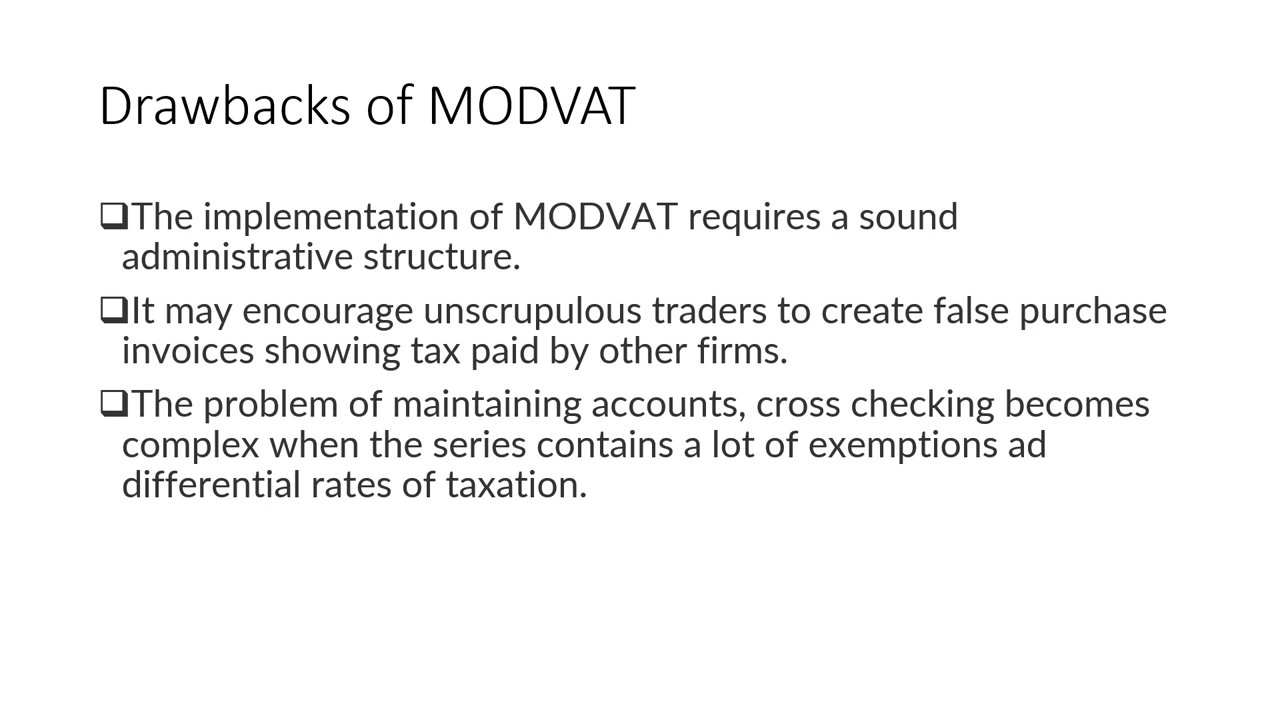 Drawbacks of MODVAT
❑The implementation of MODVAT requires a sound
administrative structure.
❑It may encourage unscrupulous traders to create false purchase
invoices showing tax paid by other firms.
❑The problem of maintaining accounts, cross checking becomes
complex when the series contains a lot of exemptions ad
differential rates of taxation.